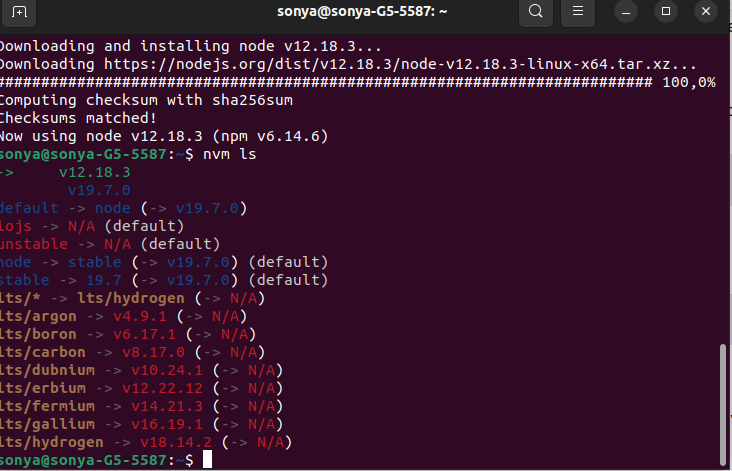 sonya@sonya-G5-5587: ~
Downloading and installing node v12.18.3...
Downloading https://nodejs.org/dist/v12.18.3/node-v12.18.3-linux-x64.tar.xz...
######################################################################### 100,0%
Computing checksum with sha256sum
Checksums matched!
Now using node v12.18.3 (npm v6.14.6)
sonya@sonya-G5-5587:~$ nvm ls
->     v12.18.3
        v19.7.0
default -> node (-> v19.7.0)
iojs -> N/A (default)
unstable -> N/A (default)
node -> stable (-> v19.7.0) (default)
stable -> 19.7 (-> v19.7.0) (default)
lts/* -> lts/hydrogen (-> N/A)
lts/argon -> v4.9.1 (-> N/A)
lts/boron -> v6.17.1 (-> N/A)
lts/carbon -> v8.17.0 (-> N/A)
lts/dubnium -> v10.24.1 (-> N/A)
lts/erbium -> v12.22.12 (-> N/A)
lts/fermium -> v14.21.3 (-> N/A)
lts/gallium -> v16.19.1 (-> N/A)
lts/hydrogen -> v18.14.2 (-> N/A)
sonya@sonya-G5-5587:~$